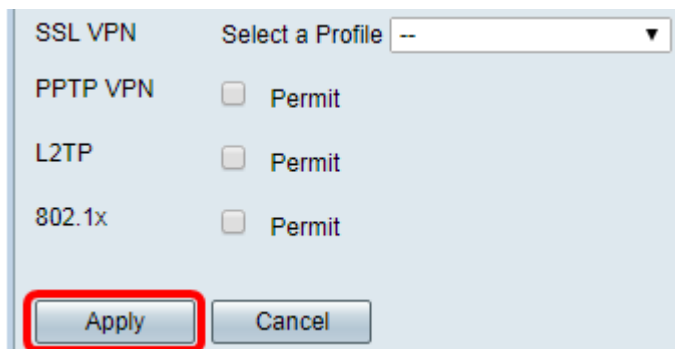 SSL VPN Select a Profile --
PPTP VPN Permit
L2TP Permit
802.1x Permit
Apply Cancel